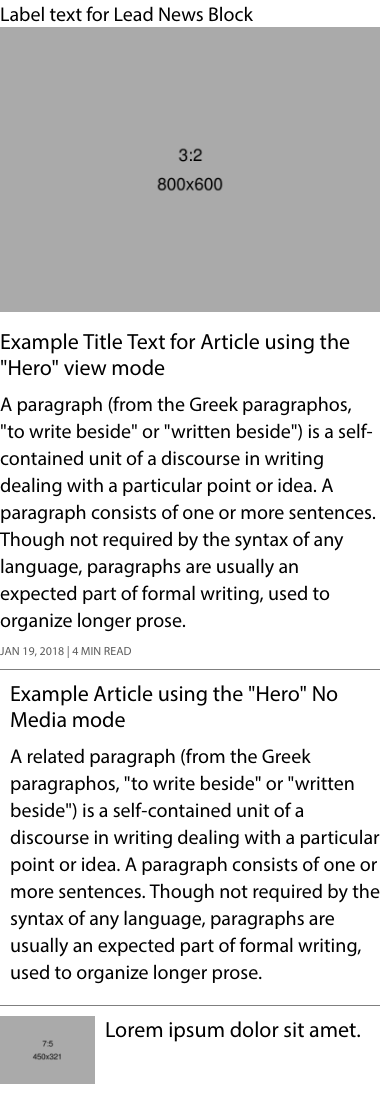 Label text for Lead News Block
3:2
800x600
Example Title Text for Article using the
"Hero" view mode
A paragraph (from the Greek paragraphos,
"to write beside" or "written beside") is a self-
contained unit of a discourse in writing
dealing with a particular point or idea. A
paragraph consists of one or more sentences.
Though not required by the syntax of any
language, paragraphs are usually an
expected part of formal writing, used to
organize longer prose.
JAN 19, 2018 | 4 MIN READ
Example Article using the "Hero" No
Media mode
A related paragraph (from the Greek
paragraphos, "to write beside" or "written
beside") is a self-contained unit of a
discourse in writing dealing with a particular
point or idea. A paragraph consists of one or
more sentences. Though not required by the
syntax of any language, paragraphs are
usually an expected part of formal writing,
used to organize longer prose.
7:5
450x321
Lorem ipsum dolor sit amet.